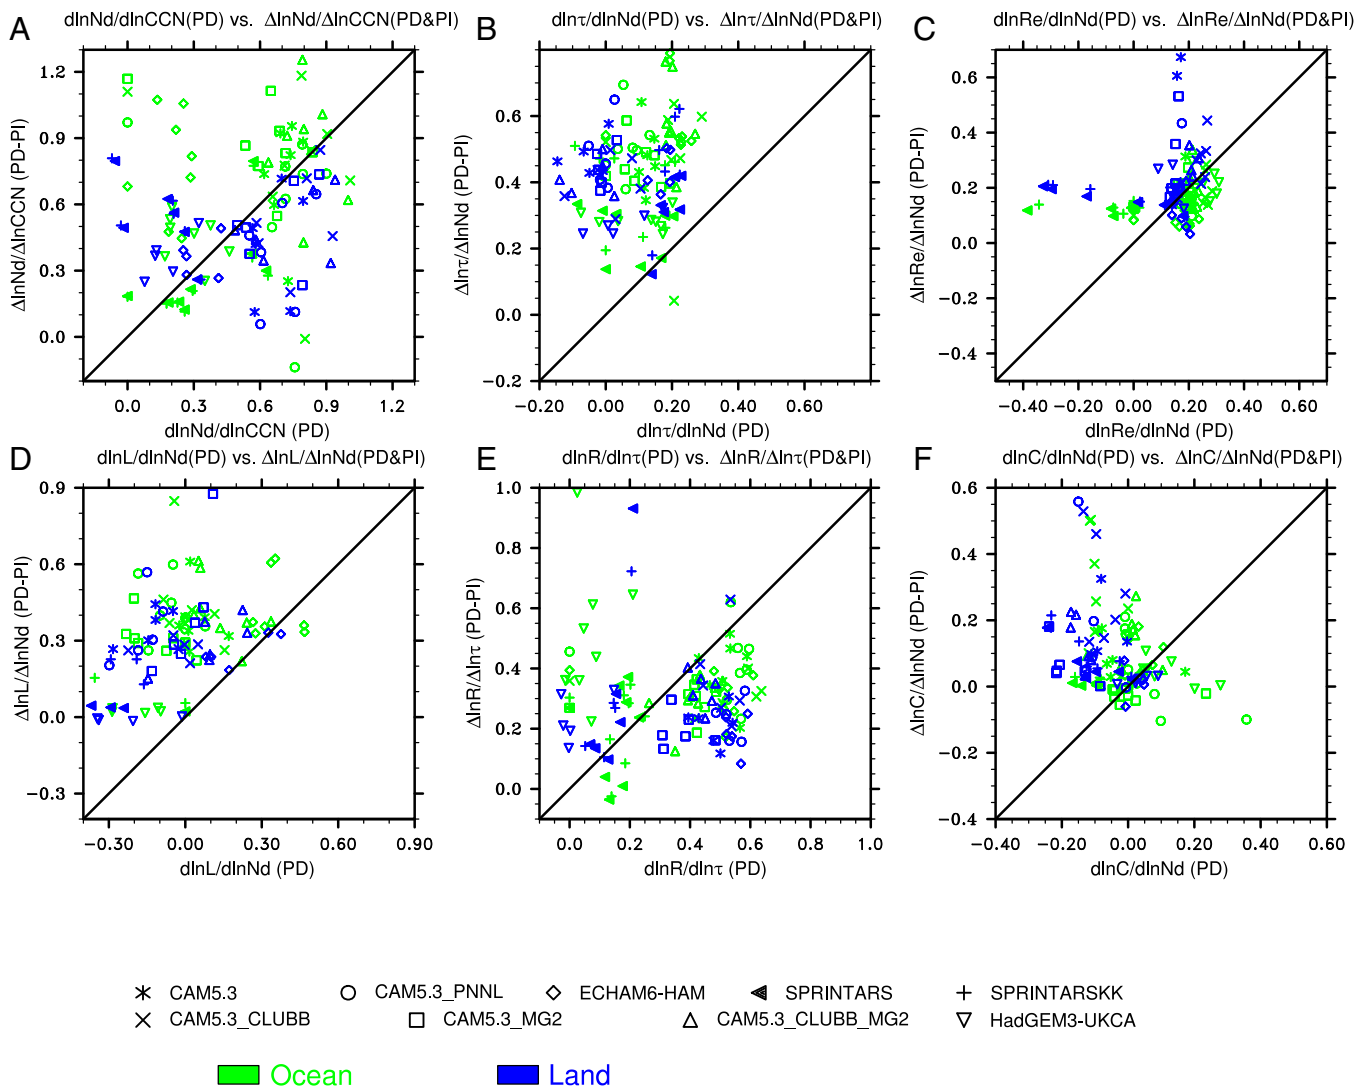 A
dlnNd/dlnCCN(PD) vs. ΔlnNd/ΔlnCCN(PD&PI)
ΔlnNd/ΔlnCCN (PD-PI)
1.2
0.9
0.6
0.3
0.0
0.0 0.3 0.6 0.9 1.2
dlnNd/dlnCCN (PD)
B
dlnτ/dlnNd(PD) vs. Δlnτ/ΔlnNd(PD&PI)
Δlnτ/ΔlnNd (PD-PI)
0.6
0.4
0.2
0.0
−0.2
−0.20 0.00 0.20 0.40 0.60
dlnτ/dlnNd (PD)
C
dlnRe/dlnNd(PD) vs. ΔlnRe/ΔlnNd(PD&PI)
ΔlnRe/ΔlnNd (PD-PI)
0.6
0.4
0.2
0.0
−0.2
−0.4
−0.40 −0.20 0.00 0.20 0.40 0.60
dlnRe/dlnNd (PD)
D
dlnL/dlnNd(PD) vs. ΔlnL/ΔlnNd(PD&PI)
ΔlnL/ΔlnNd (PD-PI)
0.9
0.6
0.3
0.0
−0.3
−0.30 0.00 0.30 0.60 0.90
dlnL/dlnNd (PD)
E
dlnR/dlnτ(PD) vs. ΔlnR/Δlnτ(PD&PI)
ΔlnR/Δlnτ (PD-PI)
1.0
0.8
0.6
0.4
0.2
0.0
0.0 0.2 0.4 0.6 0.8 1.0
dlnR/dlnτ (PD)
F
dlnC/dlnNd(PD) vs. ΔlnC/ΔlnNd(PD&PI)
ΔlnC/ΔlnNd (PD-PI)
0.6
0.4
0.2
0.0
−0.2
−0.4
−0.40 −0.20 0.00 0.20 0.40 0.60
dlnC/dlnNd (PD)
CAM5.3 CAM5.3_PNNL ECHAM6-HAM SPRINTARS SPRINTARSKK
CAM5.3_CLUBB CAM5.3_MG2 CAM5.3_CLUBB_MG2 HadGEM3-UKCA
Ocean Land